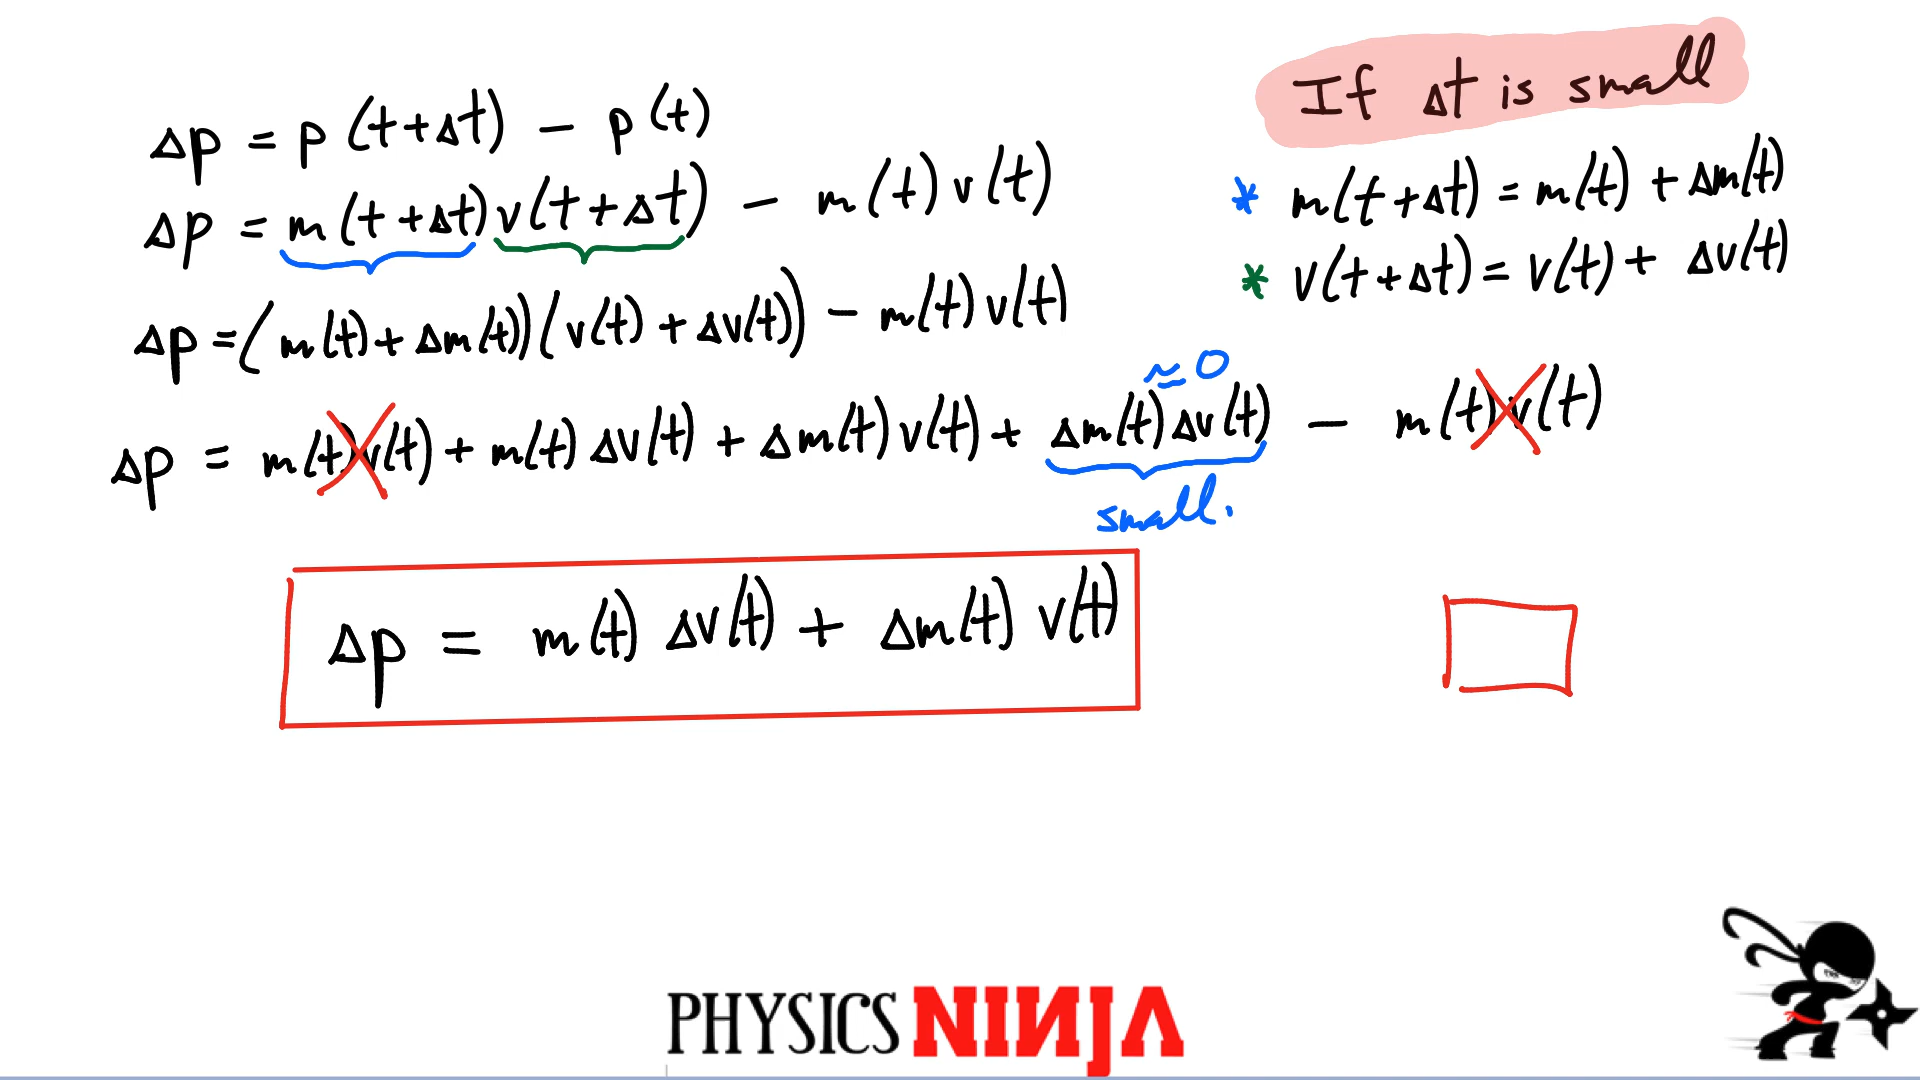 Δp = p(t+Δt) − p(t)
Δp = m(t+Δt)v(t+Δt) − m(t)v(t)
Δp = (m(t)+Δm(t))(v(t)+Δv(t)) − m(t)v(t)
≈ 0
Δp = m(t)v(t) + m(t)Δv(t) + Δm(t)v(t) + Δm(t)Δv(t) − m(t)v(t)
small.
Δp = m(t) Δv(t) + Δm(t) v(t)
If Δt is small
* m(t+Δt) = m(t) + Δm(t)
* v(t+Δt) = v(t) + Δv(t)
PHYSICS NINJA